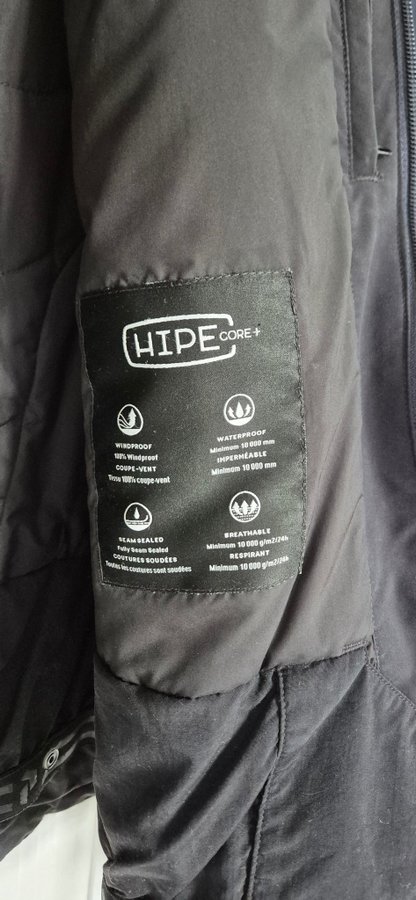 HIPE CORE+
WINDPROOF
100% Windproof
COUPE-VENT
Tissu 100% coupe-vent
WATERPROOF
Minimum 10 000 mm
IMPERMÉABLE
Minimum 10 000 mm
SEAM SEALED
Fully Seam Sealed
COUTURES SOUDÉES
Toutes les coutures sont soudées
BREATHABLE
Minimum 10 000 g/m2/24h
RESPIRANT
Minimum 10 000 g/m2/24h